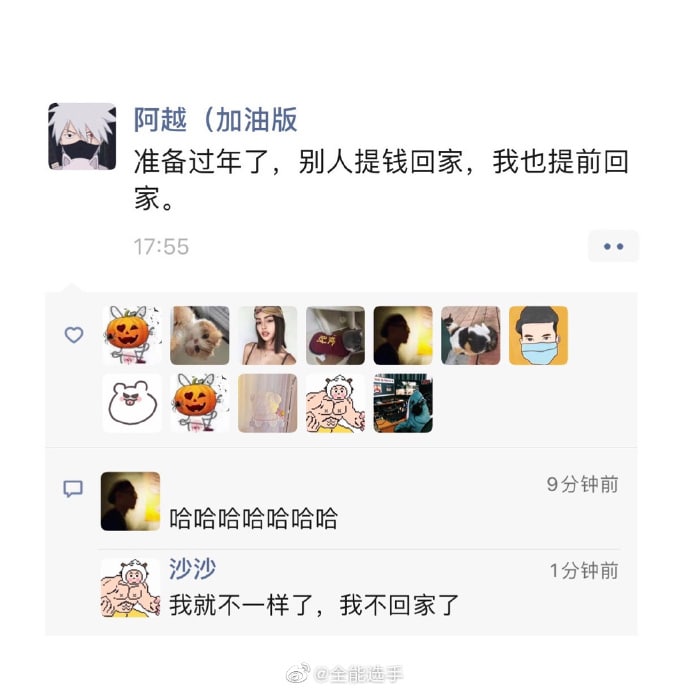 阿越（加油版
准备过年了，别人提钱回家，我也提前回
家。
17:55
9分钟前
哈哈哈哈哈哈哈
沙沙
1分钟前
我就不一样了，我不回家了
@全能选手